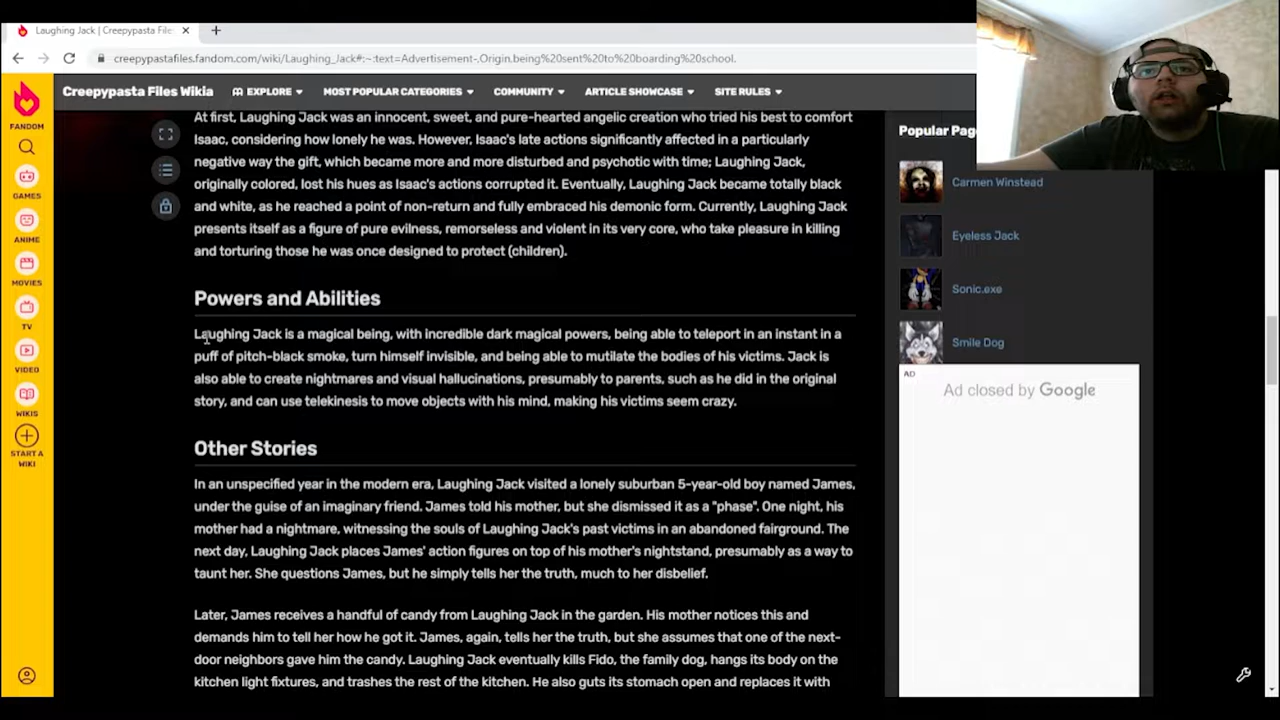 Laughing Jack | Creepypasta File
creepypastafiles.fandom.com/wiki/Laughing_Jack#:~:text=Advertisement-,Origin,being%20sent%20to%20boarding%20school.
FANDOM
GAMES
ANIME
MOVIES
TV
VIDEO
WIKIS
START A
WIKI
Creepypasta Files Wikia
EXPLORE
MOST POPULAR CATEGORIES
COMMUNITY
ARTICLE SHOWCASE
SITE RULES
At first, Laughing Jack was an innocent, sweet, and pure-hearted angelic creation who tried his best to comfort
Isaac, considering how lonely he was. However, Isaac's late actions significantly affected in a particularly
negative way the gift, which became more and more disturbed and psychotic with time; Laughing Jack,
originally colored, lost his hues as Isaac's actions corrupted it. Eventually, Laughing Jack became totally black
and white, as he reached a point of non-return and fully embraced his demonic form. Currently, Laughing Jack
presents itself as a figure of pure evilness, remorseless and violent in its very core, who take pleasure in killing
and torturing those he was once designed to protect (children).
Powers and Abilities
Laughing Jack is a magical being, with incredible dark magical powers, being able to teleport in an instant in a
puff of pitch-black smoke, turn himself invisible, and being able to mutilate the bodies of his victims. Jack is
also able to create nightmares and visual hallucinations, presumably to parents, such as he did in the original
story, and can use telekinesis to move objects with his mind, making his victims seem crazy.
Other Stories
In an unspecified year in the modern era, Laughing Jack visited a lonely suburban 5-year-old boy named James,
under the guise of an imaginary friend. James told his mother, but she dismissed it as a "phase". One night, his
mother had a nightmare, witnessing the souls of Laughing Jack's past victims in an abandoned fairground. The
next day, Laughing Jack places James' action figures on top of his mother's nightstand, presumably as a way to
taunt her. She questions James, but he simply tells her the truth, much to her disbelief.
Later, James receives a handful of candy from Laughing Jack in the garden. His mother notices this and
demands him to tell her how he got it. James, again, tells her the truth, but she assumes that one of the next-
door neighbors gave him the candy. Laughing Jack eventually kills Fido, the family dog, hangs its body on the
kitchen light fixtures, and trashes the rest of the kitchen. He also guts its stomach open and replaces it with
Popular Pag
Carmen Winstead
Eyeless Jack
Sonic.exe
Smile Dog
AD
Ad closed by Google